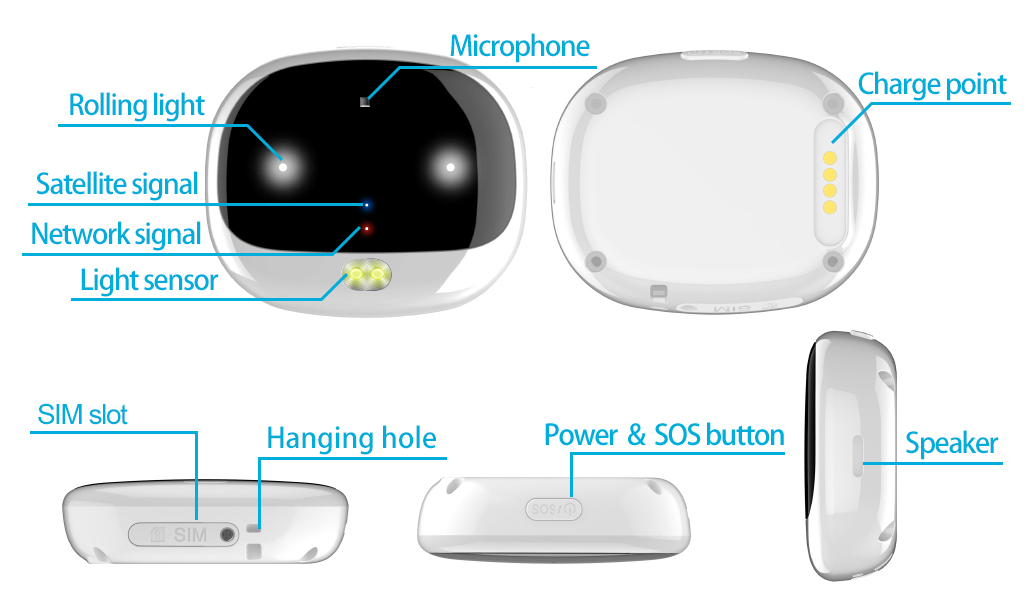 Microphone
Charge point
Rolling light
Satellite signal
Network signal
Light sensor
SIM
SIM slot
Hanging hole
Power & SOS button
Speaker
SIM
SOS/